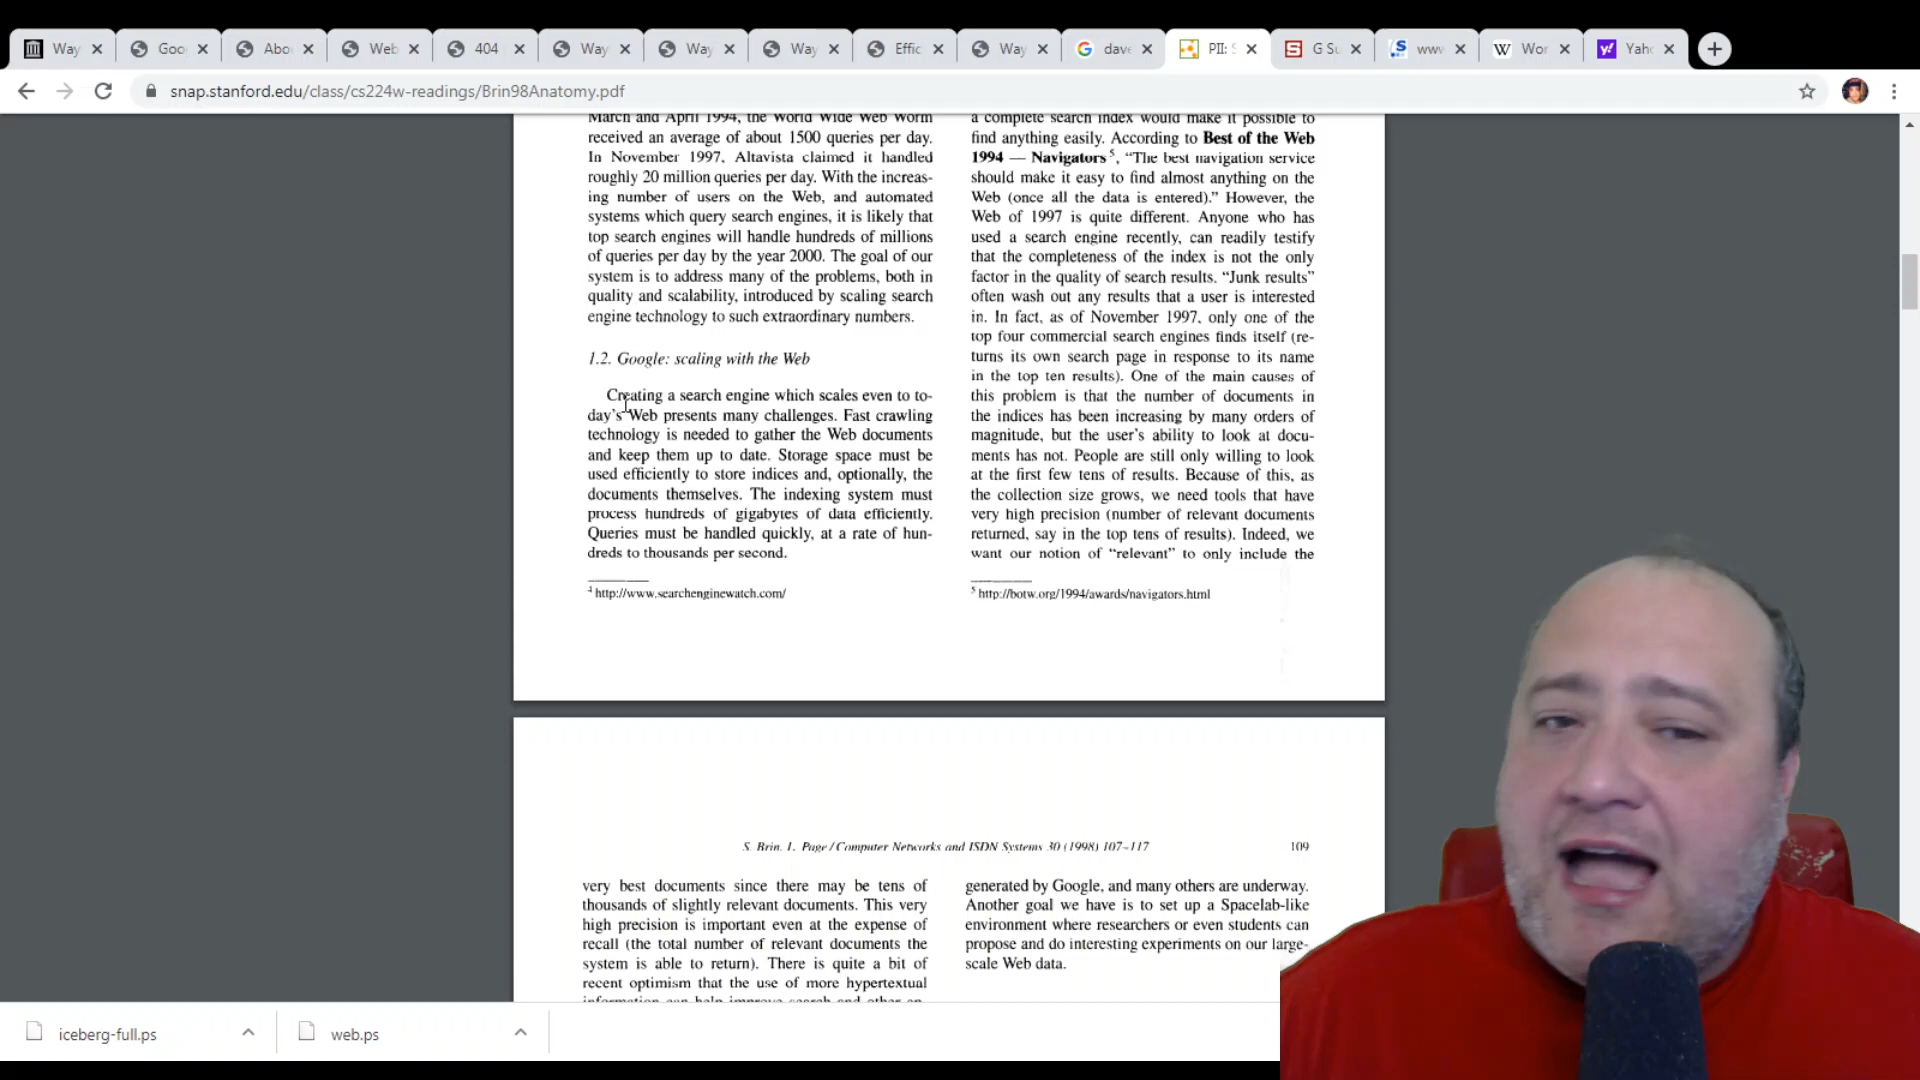 Way
Goo
Abo
Web
404
Way
Way
Way
Effic
Way
dave
PII: S
G Su
www
Wor
Yaho
snap.stanford.edu/class/cs224w-readings/Brin98Anatomy.pdf
March and April 1994, the World Wide Web Worm
received an average of about 1500 queries per day.
In November 1997, Altavista claimed it handled
roughly 20 million queries per day. With the increas-
ing number of users on the Web, and automated
systems which query search engines, it is likely that
top search engines will handle hundreds of millions
of queries per day by the year 2000. The goal of our
system is to address many of the problems, both in
quality and scalability, introduced by scaling search
engine technology to such extraordinary numbers.
1.2. Google: scaling with the Web
Creating a search engine which scales even to to-
day's Web presents many challenges. Fast crawling
technology is needed to gather the Web documents
and keep them up to date. Storage space must be
used efficiently to store indices and, optionally, the
documents themselves. The indexing system must
process hundreds of gigabytes of data efficiently.
Queries must be handled quickly, at a rate of hun-
dreds to thousands per second.
4 http://www.searchenginewatch.com/
a complete search index would make it possible to
find anything easily. According to Best of the Web
1994 — Navigators 5, “The best navigation service
should make it easy to find almost anything on the
Web (once all the data is entered).” However, the
Web of 1997 is quite different. Anyone who has
used a search engine recently, can readily testify
that the completeness of the index is not the only
factor in the quality of search results. “Junk results”
often wash out any results that a user is interested
in. In fact, as of November 1997, only one of the
top four commercial search engines finds itself (re-
turns its own search page in response to its name
in the top ten results). One of the main causes of
this problem is that the number of documents in
the indices has been increasing by many orders of
magnitude, but the user's ability to look at docu-
ments has not. People are still only willing to look
at the first few tens of results. Because of this, as
the collection size grows, we need tools that have
very high precision (number of relevant documents
returned, say in the top tens of results). Indeed, we
want our notion of “relevant” to only include the
5 http://botw.org/1994/awards/navigators.html
S. Brin, L. Page / Computer Networks and ISDN Systems 30 (1998) 107–117
109
very best documents since there may be tens of
thousands of slightly relevant documents. This very
high precision is important even at the expense of
recall (the total number of relevant documents the
system is able to return). There is quite a bit of
recent optimism that the use of more hypertextual
information can help improve search and other ap-
generated by Google, and many others are underway.
Another goal we have is to set up a Spacelab-like
environment where researchers or even students can
propose and do interesting experiments on our large-
scale Web data.
iceberg-full.ps
web.ps